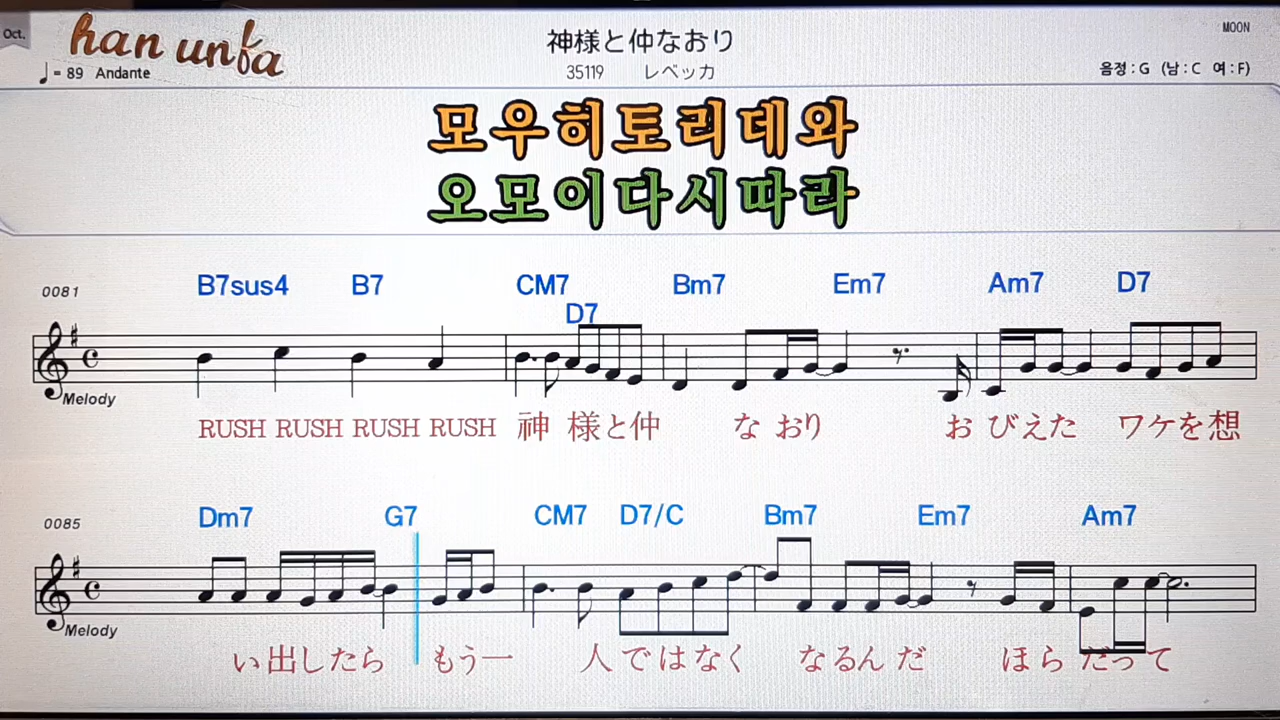 Oct.
han unfa
神様と仲なおり
MOON
♩= 89 Andante
35119 レベッカ
음정:G (남:C 여:F)
모우히토리데와
오모이다시따라
0081
B7sus4 B7 CM7 D7 Bm7 Em7 Am7 D7
Melody
RUSH RUSH RUSH RUSH 神 様と仲 な おり お びえた ワケを想
0085
Dm7 G7 CM7 D7/C Bm7 Em7 Am7
Melody
い出したら もう一 人 ではなく なるん だ ほら だって